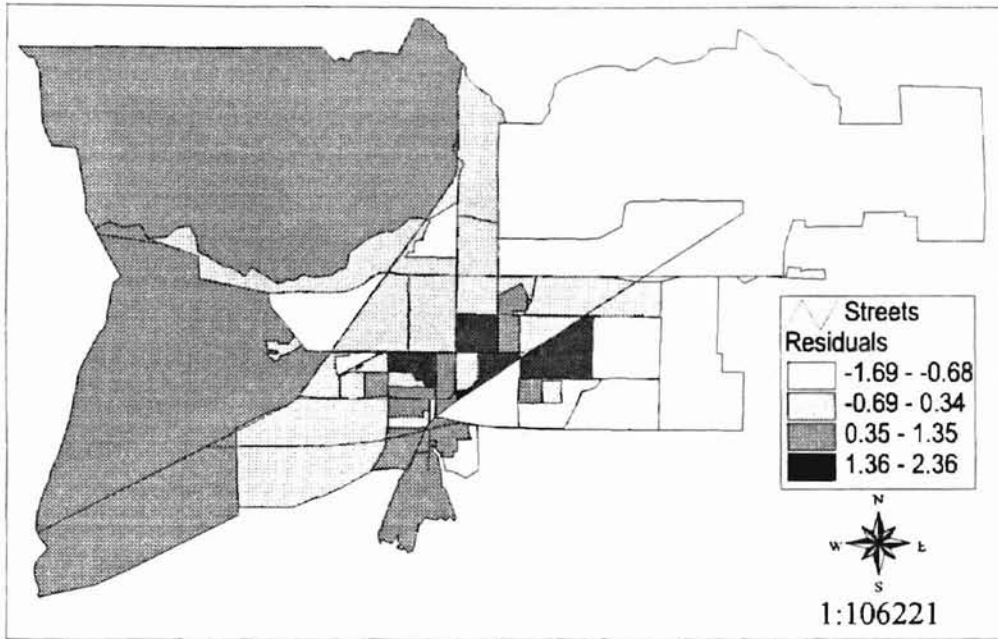 Streets
Residuals
-1.69 - -0.68
-0.69 - 0.34
0.35 - 1.35
1.36 - 2.36
N
W E
S
1:106221